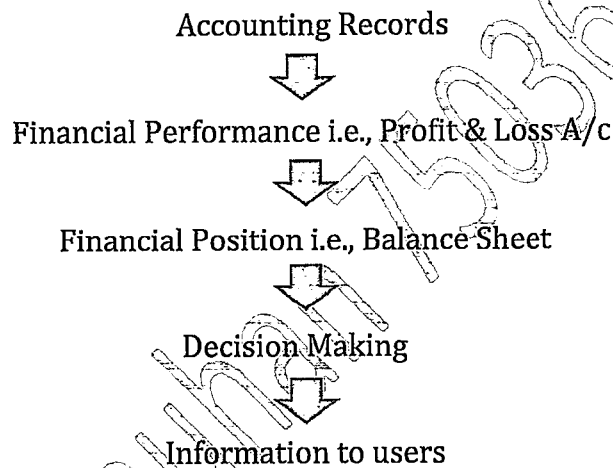 Accounting Records
Financial Performance i.e., Profit & Loss A/c
Financial Position i.e., Balance Sheet
Decision Making
Information to users